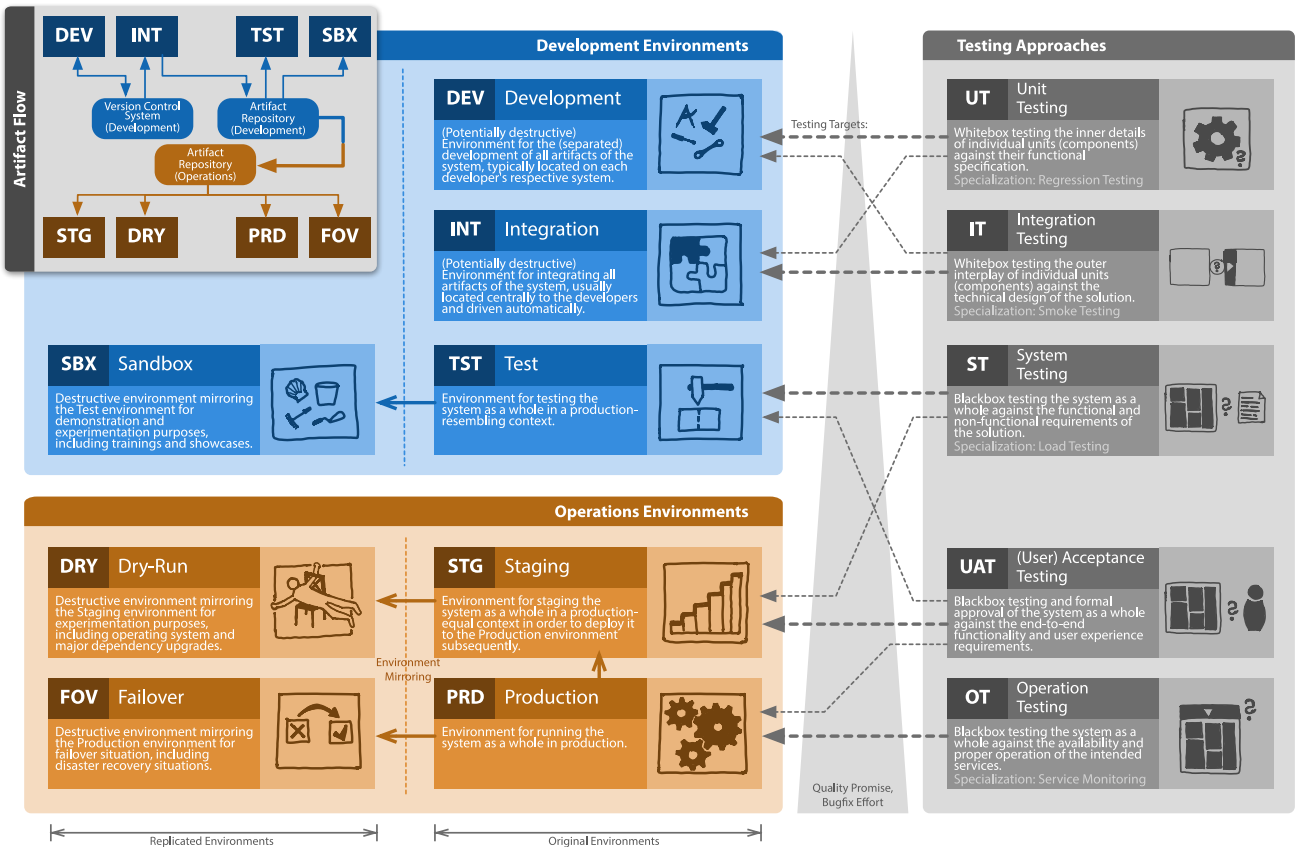 Artifact Flow
DEV
INT
TST
SBX
Version Control
System
(Development)
Artifact
Repository
(Development)
Artifact
Repository
(Operations)
STG
DRY
PRD
FOV
Development Environments
DEV
Development
(Potentially destructive)
Environment for the (separated)
development of all artifacts of the
system, typically located on each
developer's respective system.
INT
Integration
(Potentially destructive)
Environment for integrating all
artifacts of the system, usually
located centrally to the developers
and driven automatically.
SBX
Sandbox
Destructive environment mirroring
the Test environment for
demonstration and
experimentation purposes,
including trainings and showcases.
TST
Test
Environment for testing the
system as a whole in a production-
resembling context.
Operations Environments
DRY
Dry-Run
Destructive environment mirroring
the Staging environment for
experimentation purposes,
including operating system and
major dependency upgrades.
STG
Staging
Environment for staging the
system as a whole in a production-
equal context in order to deploy it
to the Production environment
subsequently.
Environment
Mirroring
FOV
Failover
Destructive environment mirroring
the Production environment for
failover situation, including
disaster recovery situations.
PRD
Production
Environment for running the
system as a whole in production.
Replicated Environments
Original Environments
Testing Targets:
Quality Promise,
Bugfix Effort
Testing Approaches
UT
Unit
Testing
Whitebox testing the inner details
of individual units (components)
against their functional
specification.
Specialization: Regression Testing
?
IT
Integration
Testing
Whitebox testing the outer
interplay of individual units
(components) against the
technical design of the solution.
Specialization: Smoke Testing
?
ST
System
Testing
Blackbox testing the system as a
whole against the functional and
non-functional requirements of
the solution.
Specialization: Load Testing
?
UAT
(User) Acceptance
Testing
Blackbox testing and formal
approval of the system as a whole
against the end-to-end
functionality and user experience
requirements.
?
OT
Operation
Testing
Blackbox testing the system as a
whole against the availability and
proper operation of the intended
services.
Specialization: Service Monitoring
?